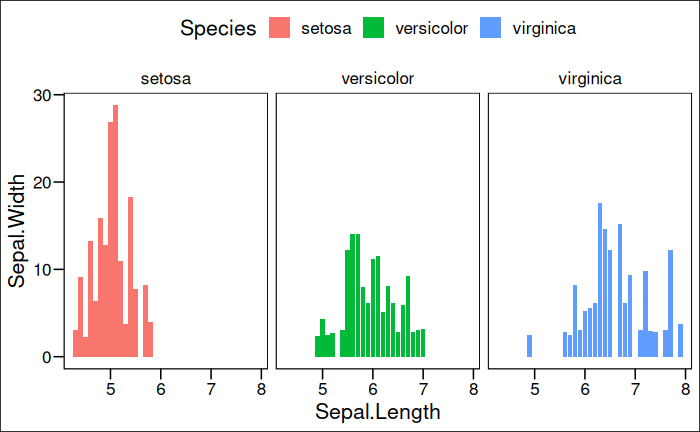 Species setosa versicolor virginica
setosa versicolor virginica
30
20
10
0
Sepal.Width
5 6 7 8 5 6 7 8 5 6 7 8
Sepal.Length